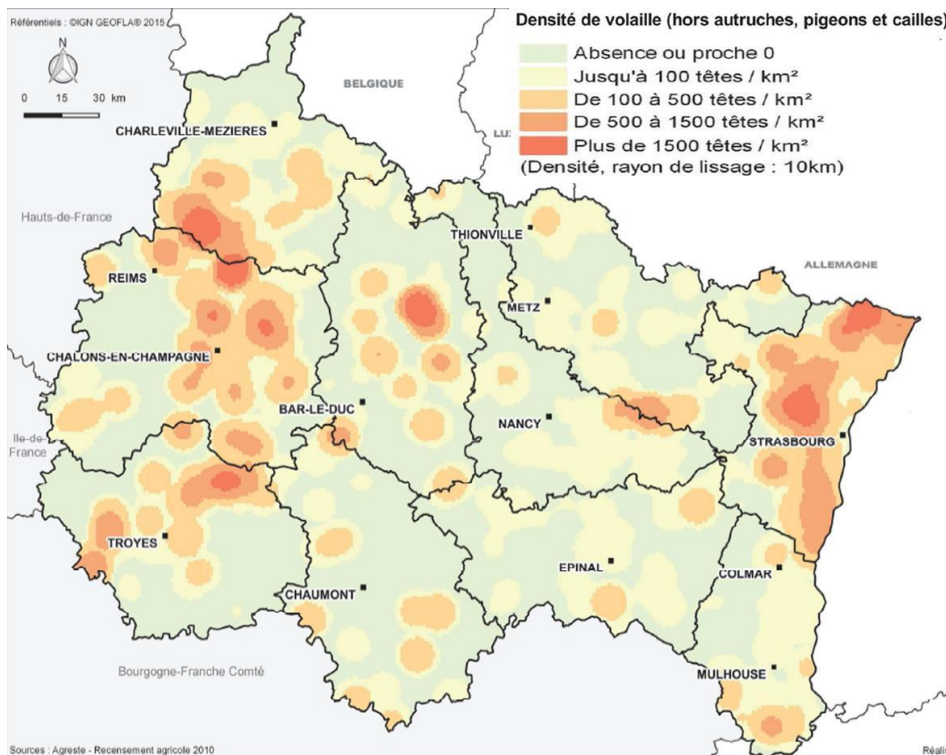 Référentiels : ©IGN GEOFLA® 2015
Densité de volaille (hors autruches, pigeons et cailles)
N
0 15 30 km
Absence ou proche 0
Jusqu'à 100 têtes / km²
De 100 à 500 têtes / km²
De 500 à 1500 têtes / km²
Plus de 1500 têtes / km²
(Densité, rayon de lissage : 10km)
BELGIQUE
LU
CHARLEVILLE-MEZIERES
Hauts-de-France
THIONVILLE
ALLEMAGNE
REIMS
METZ
CHALONS-EN-CHAMPAGNE
BAR-LE-DUC
NANCY
STRASBOURG
Ile-de-
France
TROYES
EPINAL
COLMAR
CHAUMONT
Bourgogne-Franche Comté
MULHOUSE
Sources : Agreste - Recensement agricole 2010
Réalis